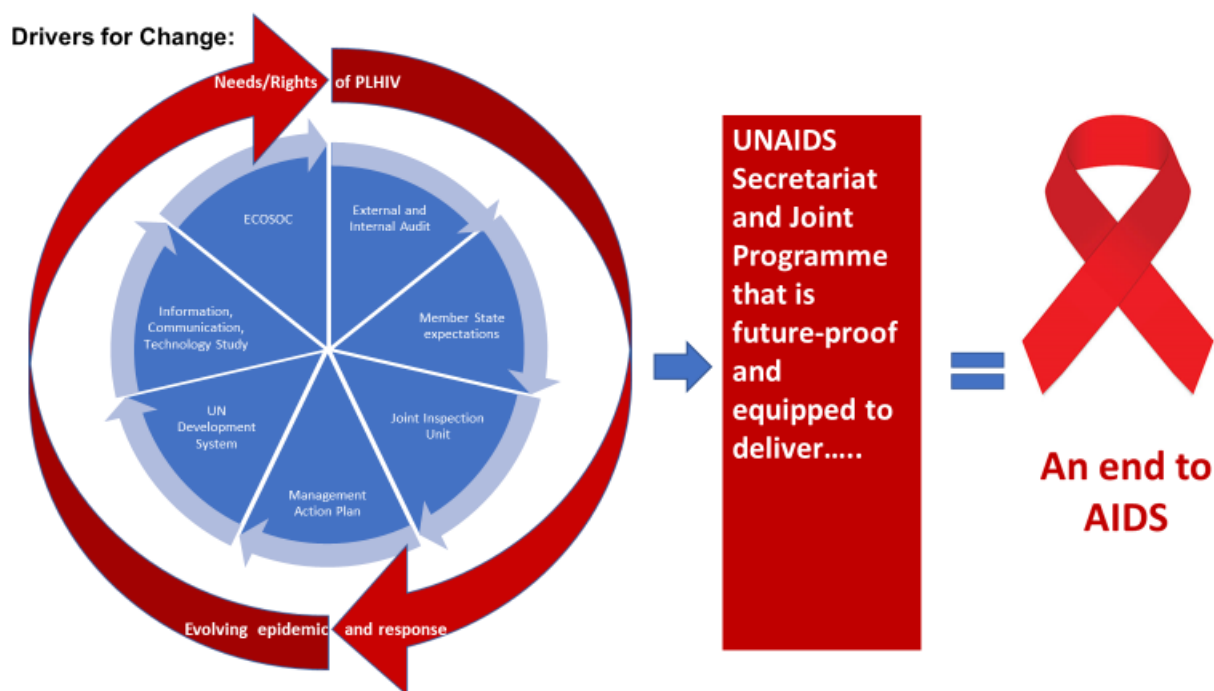 Drivers for Change:
Needs/Rights of PLHIV
ECOSOC
External and
Internal Audit
Member State
expectations
Joint Inspection
Unit
Management
Action Plan
UN
Development
System
Information,
Communication,
Technology Study
Evolving epidemic and response
UNAIDS
Secretariat
and Joint
Programme
that is
future-proof
and
equipped to
deliver.....
An end to
AIDS